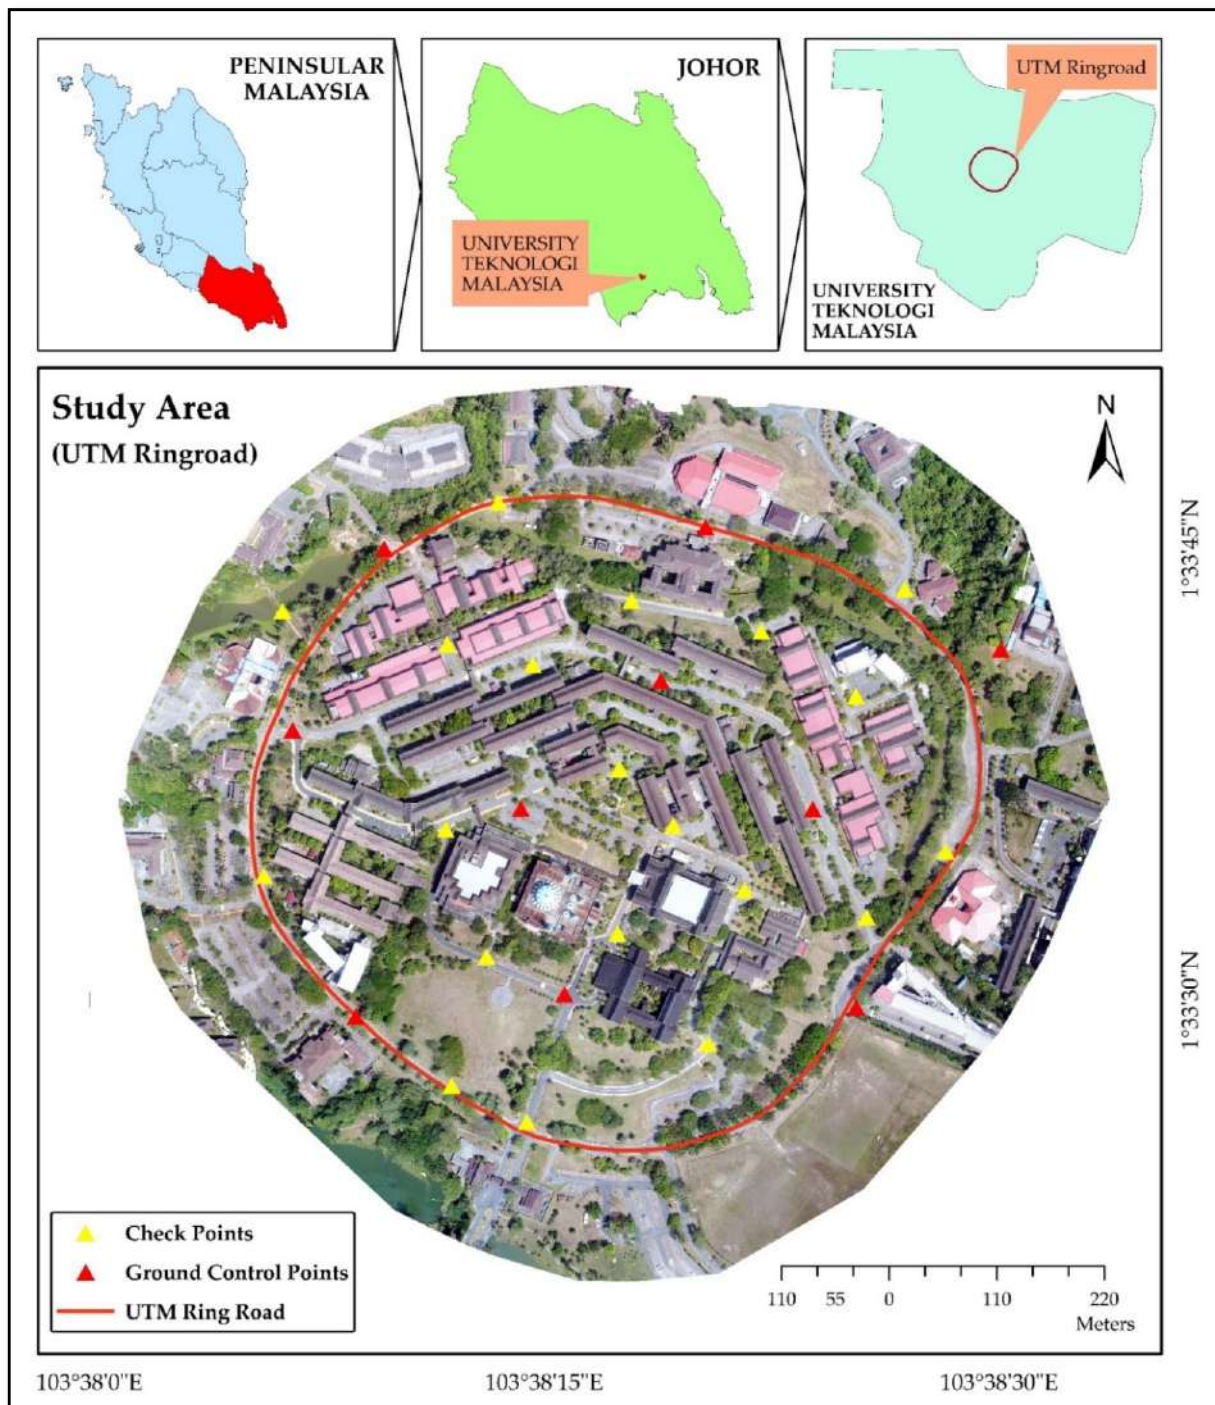 PENINSULAR
MALAYSIA
JOHOR
UNIVERSITY
TEKNOLOGI
MALAYSIA
UTM Ringroad
UNIVERSITY
TEKNOLOGI
MALAYSIA
Study Area
(UTM Ringroad)
N
1°33'45"N
1°33'30"N
Check Points
Ground Control Points
UTM Ring Road
110 55 0 110 220
Meters
103°38'0"E 103°38'15"E 103°38'30"E